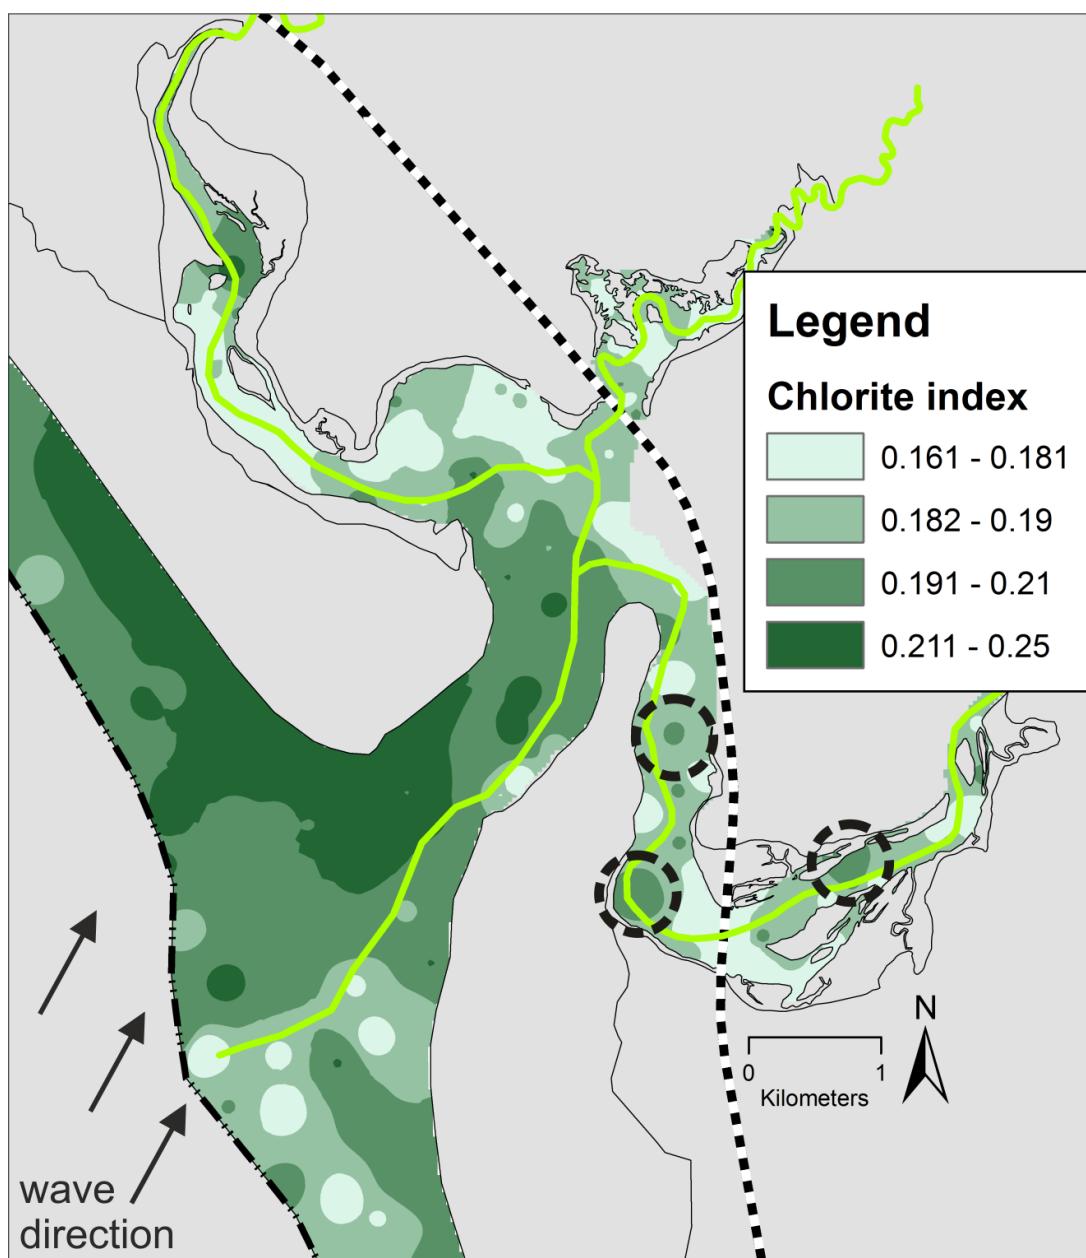 Legend
Chlorite index
0.161 - 0.181
0.182 - 0.19
0.191 - 0.21
0.211 - 0.25
N
0 1
Kilometers
wave
direction